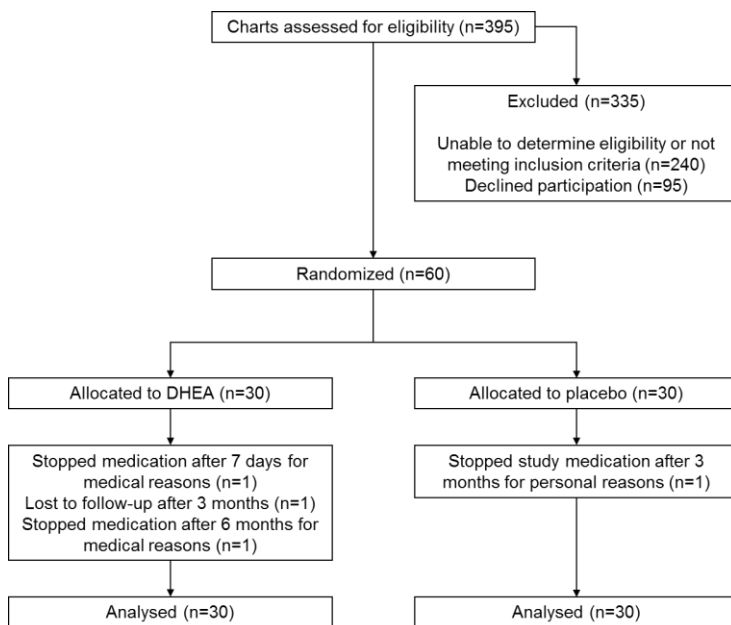 Charts assessed for eligibility (n=395)
Excluded (n=335)
Unable to determine eligibility or not
meeting inclusion criteria (n=240)
Declined participation (n=95)
Randomized (n=60)
Allocated to DHEA (n=30)
Allocated to placebo (n=30)
Stopped medication after 7 days for
medical reasons (n=1)
Lost to follow-up after 3 months (n=1)
Stopped medication after 6 months for
medical reasons (n=1)
Stopped study medication after 3
months for personal reasons (n=1)
Analysed (n=30)
Analysed (n=30)